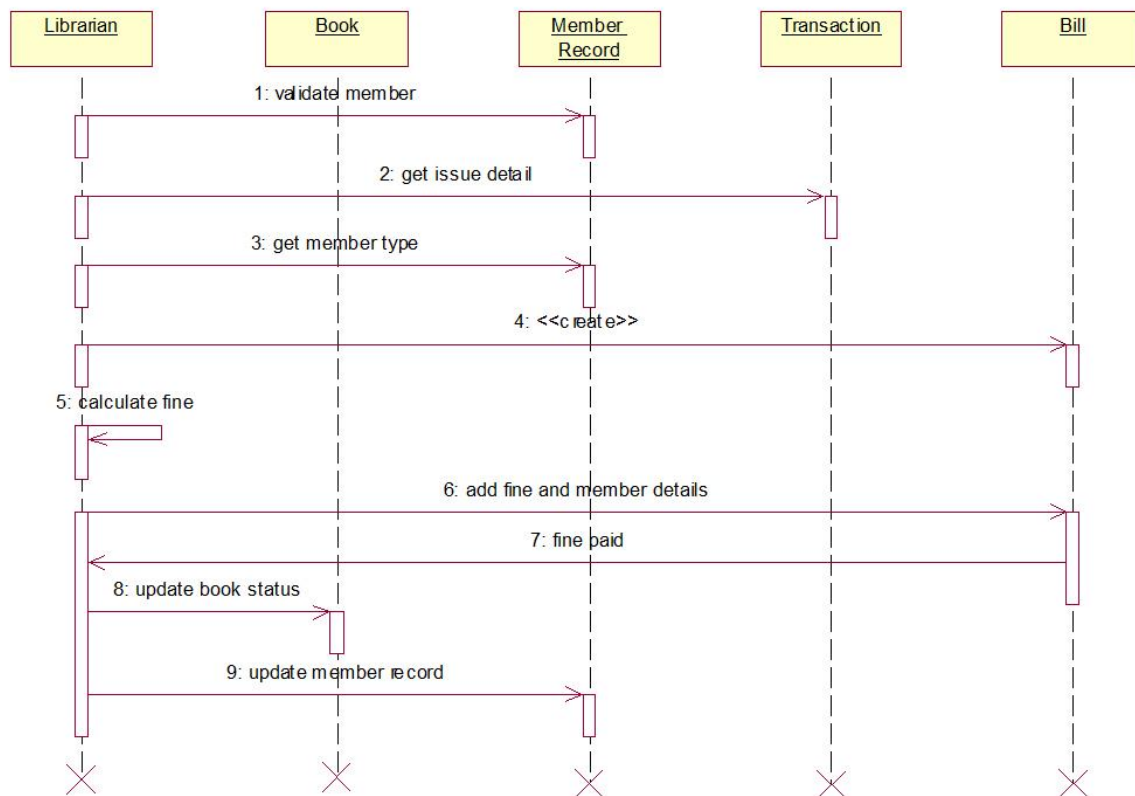 Librarian
Book
Member
Record
Transaction
Bill
1: validate member
2: get issue detail
3: get member type
4: <<create>>
5: calculate fine
6: add fine and member details
7: fine paid
8: update book status
9: update member record